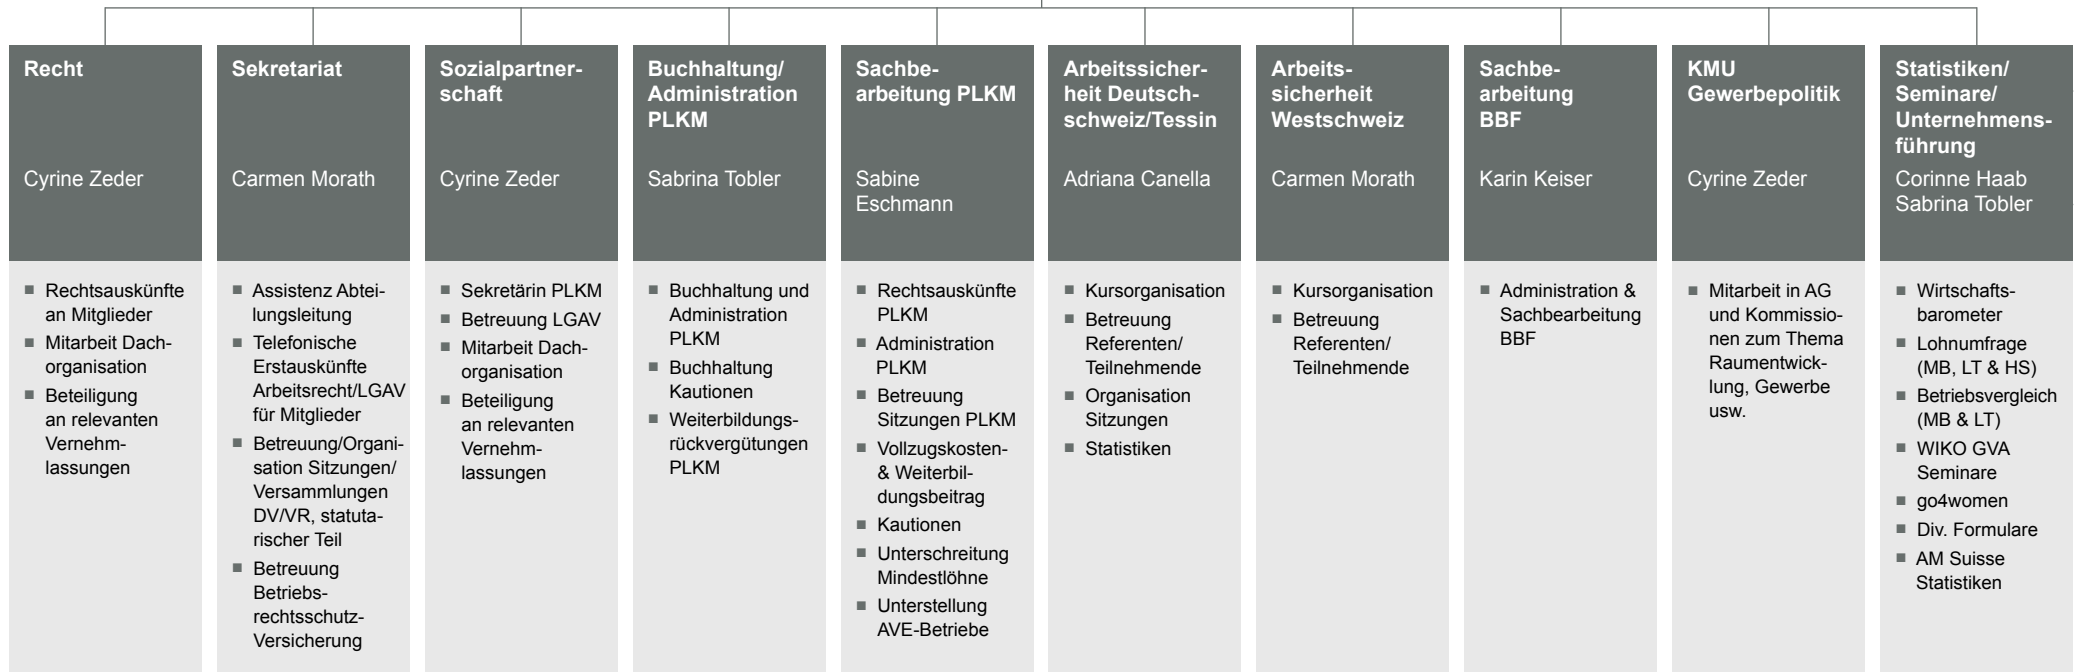 Recht
Cyrine Zeder
■ Rechtsauskünfte
an Mitglieder
■ Mitarbeit Dach-
organisation
■ Beteiligung
an relevanten
Vernehm-
lassungen
Sekretariat
Carmen Morath
■ Assistenz Abtei-
lungsleitung
■ Telefonische
Erstauskünfte
Arbeitsrecht/LGAV
für Mitglieder
■ Betreuung/Organi-
sation Sitzungen/
Versammlungen
DV/VR, statuta-
rischer Teil
■ Betreuung
Betriebs-
rechtsschutz-
Versicherung
Sozialpartner-
schaft
Cyrine Zeder
■ Sekretärin PLKM
■ Betreuung LGAV
■ Mitarbeit Dach-
organisation
■ Beteiligung
an relevanten
Vernehm-
lassungen
Buchhaltung/
Administration
PLKM
Sabrina Tobler
■ Buchhaltung und
Administration
PLKM
■ Buchhaltung
Kautionen
■ Weiterbildungs-
rückvergütungen
PLKM
Sachbe-
arbeitung PLKM
Sabine
Eschmann
■ Rechtsauskünfte
PLKM
■ Administration
PLKM
■ Betreuung
Sitzungen PLKM
■ Vollzugskosten-
& Weiterbil-
dungsbeitrag
■ Kautionen
■ Unterschreitung
Mindestlöhne
■ Unterstellung
AVE-Betriebe
Arbeitssicher-
heit Deutsch-
schweiz/Tessin
Adriana Canella
■ Kursorganisation
■ Betreuung
Referenten/
Teilnehmende
■ Organisation
Sitzungen
■ Statistiken
Arbeits-
sicherheit
Westschweiz
Carmen Morath
■ Kursorganisation
■ Betreuung
Referenten/
Teilnehmende
Sachbe-
arbeitung
BBF
Karin Keiser
■ Administration &
Sachbearbeitung
BBF
KMU
Gewerbepolitik
Cyrine Zeder
■ Mitarbeit in AG
und Kommissio-
nen zum Thema
Raumentwick-
lung, Gewerbe
usw.
Statistiken/
Seminare/
Unternehmens-
führung
Corinne Haab
Sabrina Tobler
■ Wirtschafts-
barometer
■ Lohnumfrage
(MB, LT & HS)
■ Betriebsvergleich
(MB & LT)
■ WIKO GVA
Seminare
■ go4women
■ Div. Formulare
■ AM Suisse
Statistiken